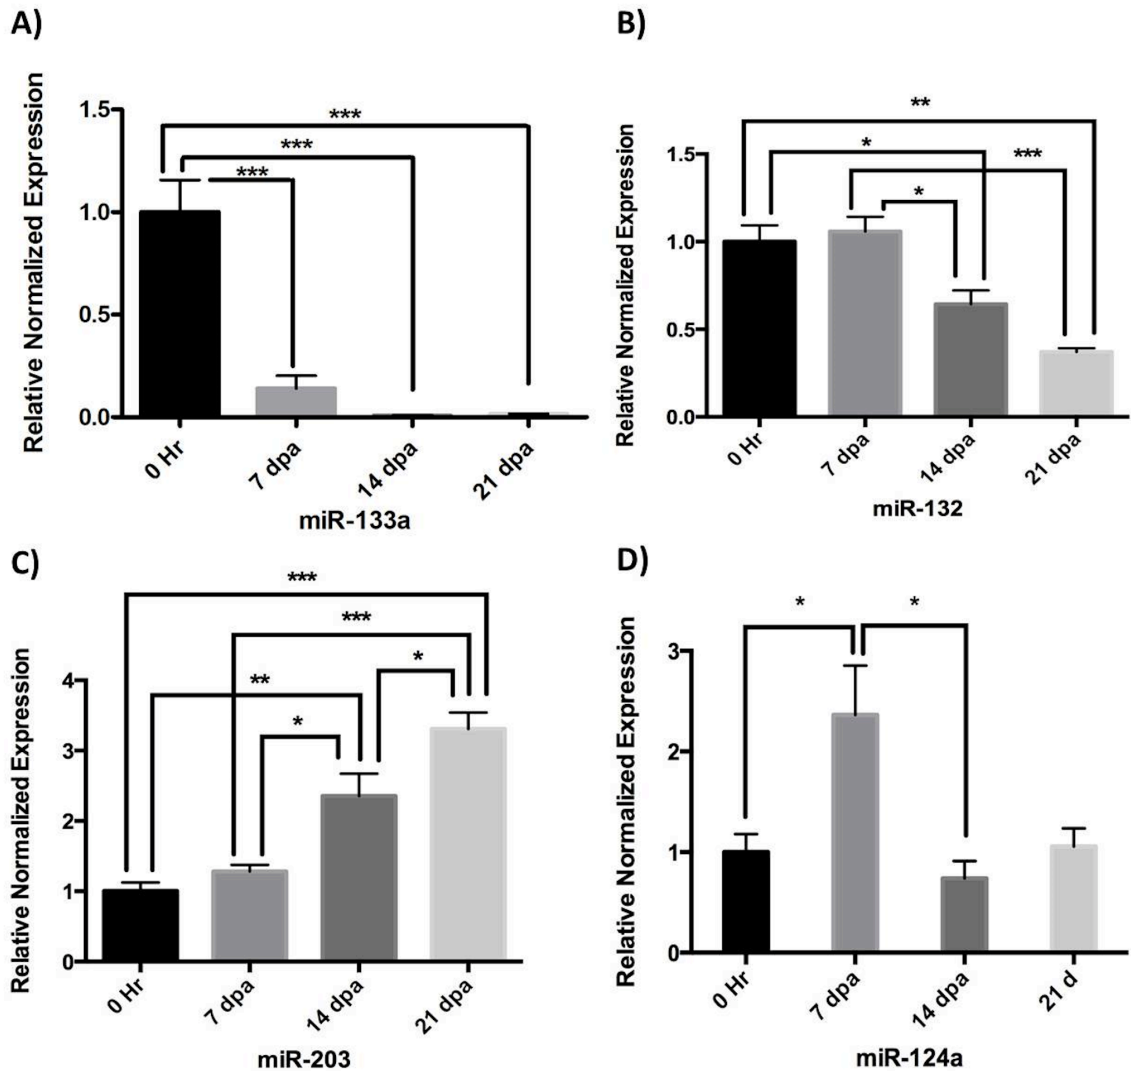 A)
Relative Normalized Expression
1.5
1.0
0.5
0.0
***
***
***
0 Hr
7 dpa
14 dpa
21 dpa
miR-133a
B)
Relative Normalized Expression
1.5
1.0
0.5
0.0
**
*
***
*
0 Hr
7 dpa
14 dpa
21 dpa
miR-132
C)
Relative Normalized Expression
4
3
2
1
0
***
***
*
**
*
0 Hr
7 dpa
14 dpa
21 dpa
miR-203
D)
Relative Normalized Expression
3
2
1
0
*
*
0 Hr
7 dpa
14 dpa
21 d
miR-124a